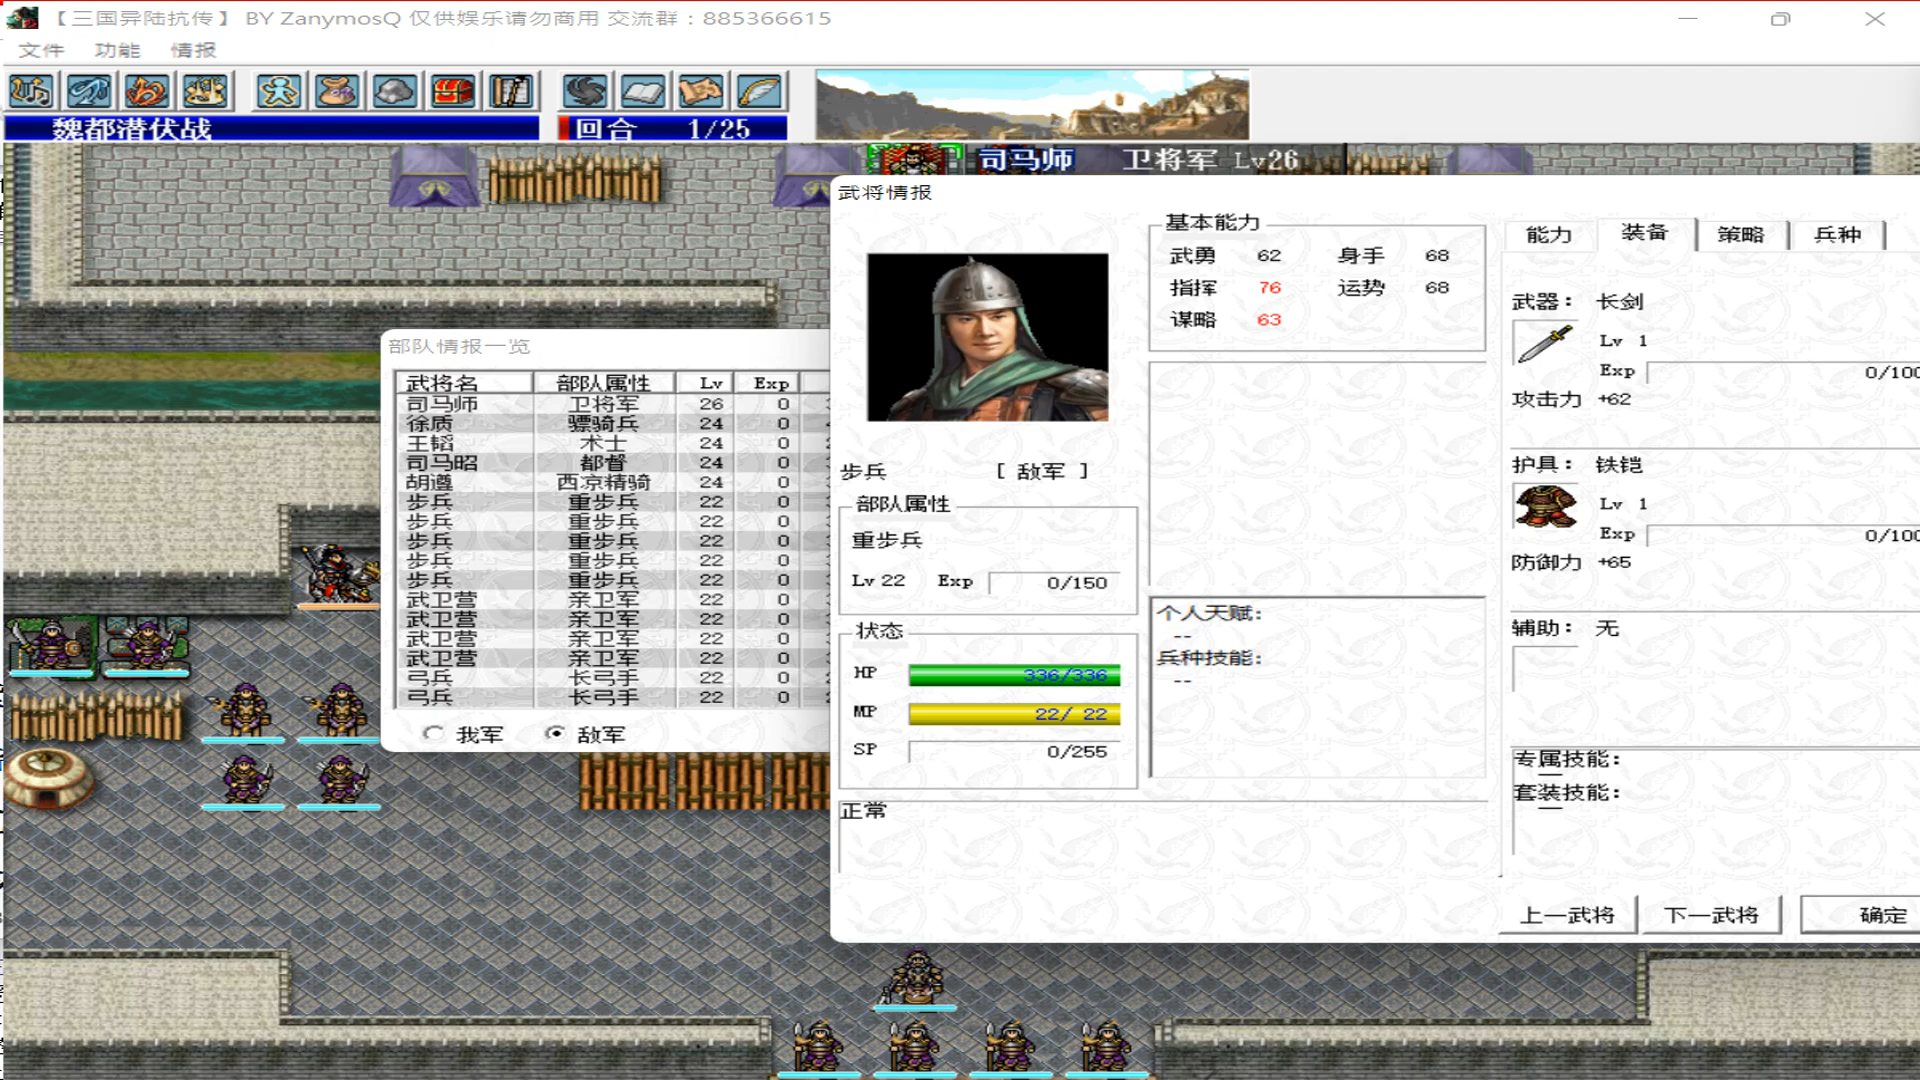 【三国异陆抗传】 BY ZanymosQ 仅供娱乐请勿商用 交流群：885366615
文件 功能 情报
魏都潜伏战 回合 1/25
司马师 卫将军 Lv26
武将情报
步兵 [ 敌军 ]
部队属性
重步兵
Lv 22 Exp 0/150
状态
HP 336/336
MP 22/ 22
SP 0/255
正常
基本能力
武勇 62 身手 68
指挥 76 运势 68
谋略 63
个人天赋:
--
兵种技能:
--
能力 装备 策略 兵种
武器： 长剑
Lv 1
Exp 0/100
攻击力 +62
护具： 铁铠
Lv 1
Exp 0/100
防御力 +65
辅助： 无
专属技能:
—
套装技能:
—
上一武将 下一武将 确定
部队情报一览
武将名 部队属性 Lv Exp
司马师 卫将军 26 0
徐质 骠骑兵 24 0
王韬 术士 24 0
司马昭 都督 24 0
胡遵 西凉精骑 24 0
步兵 重步兵 22 0
步兵 重步兵 22 0
步兵 重步兵 22 0
步兵 重步兵 22 0
步兵 重步兵 22 0
武卫营 亲卫军 22 0
武卫营 亲卫军 22 0
武卫营 亲卫军 22 0
武卫营 亲卫军 22 0
弓兵 长弓手 22 0
弓兵 长弓手 22 0
我军 敌军